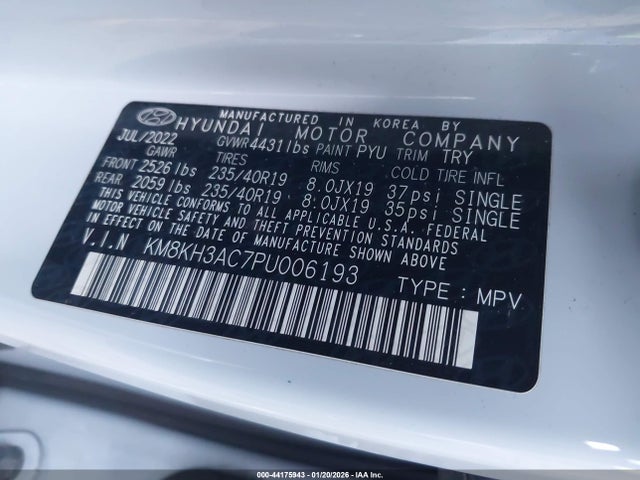 MANUFACTURED IN KOREA BY
HYUNDAI MOTOR COMPANY
JUL/2022 GVWR 4431lbs PAINT PYU TRIM TRY
GAWR TIRES RIMS COLD TIRE INFL
FRONT 2526lbs 235/40R19 8.0JX19 37psi SINGLE
REAR 2059lbs 235/40R19 8.0JX19 35psi SINGLE
THIS VEHICLE CONFORMS TO ALL APPLICABLE U.S.A. FEDERAL
MOTOR VEHICLE SAFETY AND THEFT PREVENTION STANDARDS
IN EFFECT ON THE DATE OF MANUFACTURE SHOWN ABOVE.
V.I.N KM8KH3AC7PU006193 TYPE : MPV
000-44175943 | 01/20/2026 | IAA Inc.